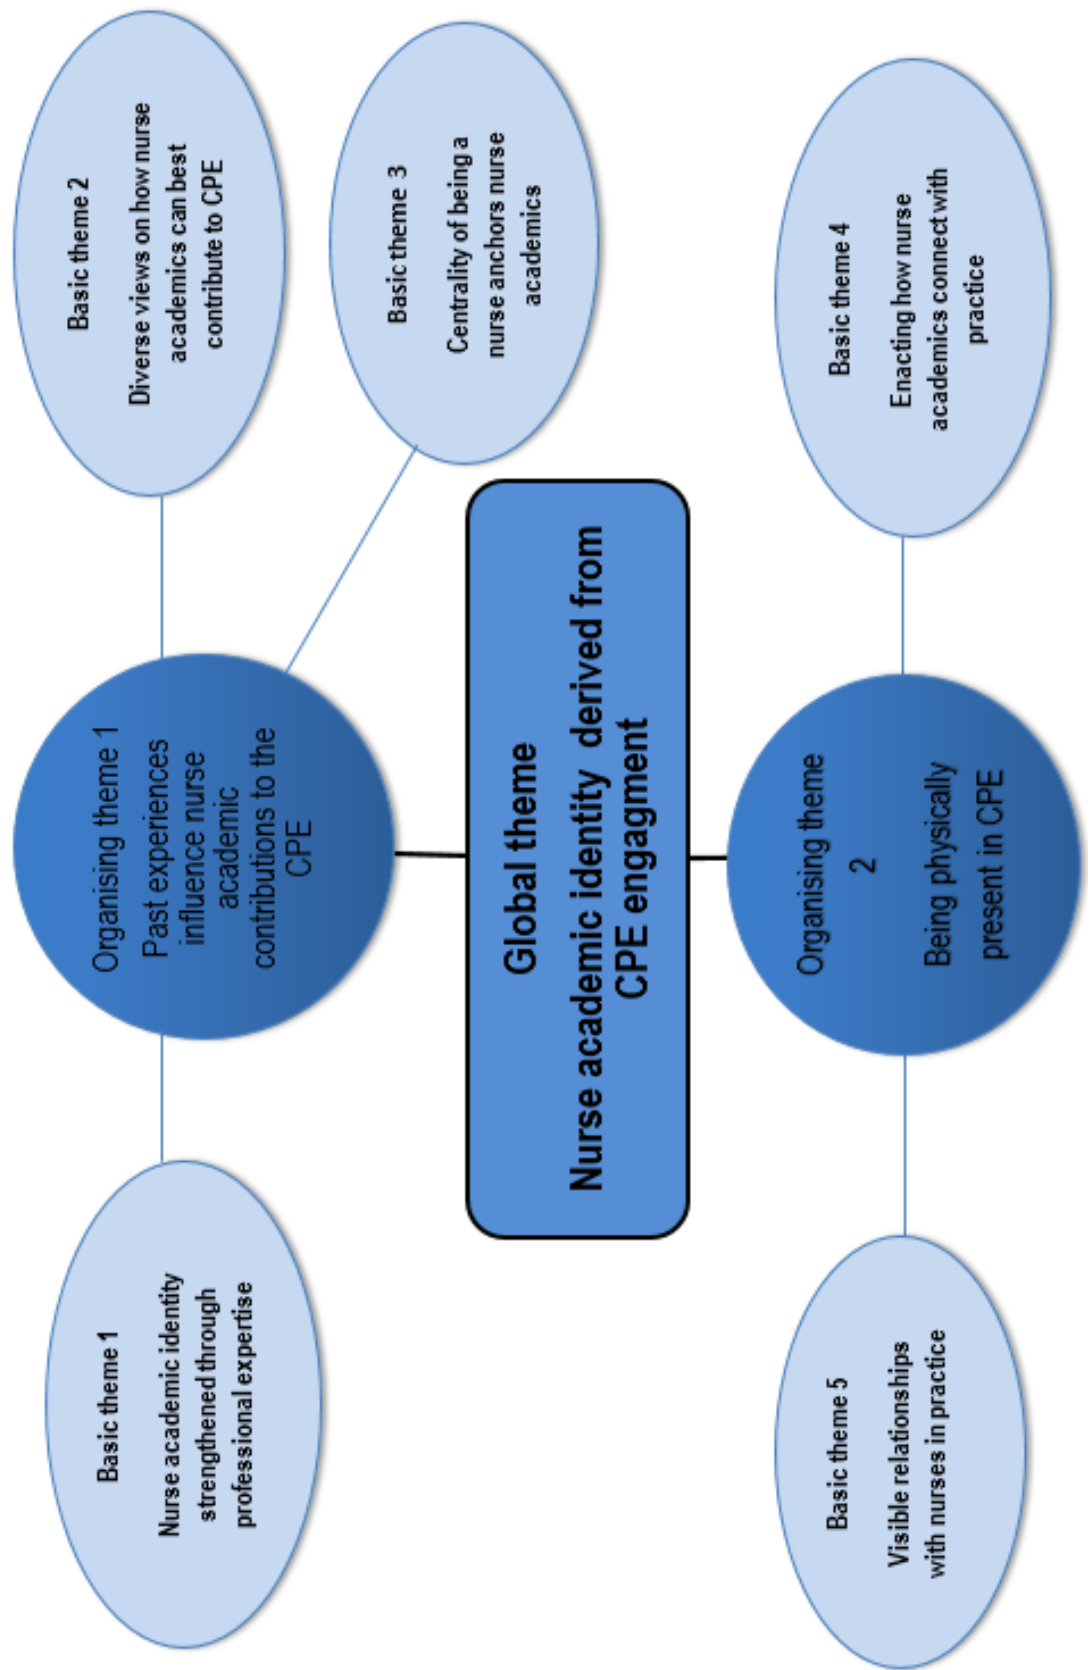 Basic theme 1
Nurse academic identity
strengthened through
professional expertise
Organising theme 1
Past experiences
influence nurse
academic
contributions to the
CPE
Basic theme 2
Diverse views on how nurse
academics can best
contribute to CPE
Basic theme 3
Centrality of being a
nurse anchors nurse
academics
Global theme
Nurse academic identity derived from
CPE engagment
Basic theme 5
Visible relationships
with nurses in practice
Organising theme
2
Being physically
present in CPE
Basic theme 4
Enacting how nurse
academics connect with
practice